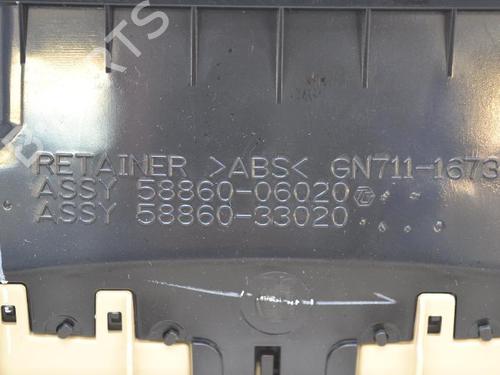 RETAINER >ABS< GN711-1673
ASSY 58860-06020
ASSY 58860-33020